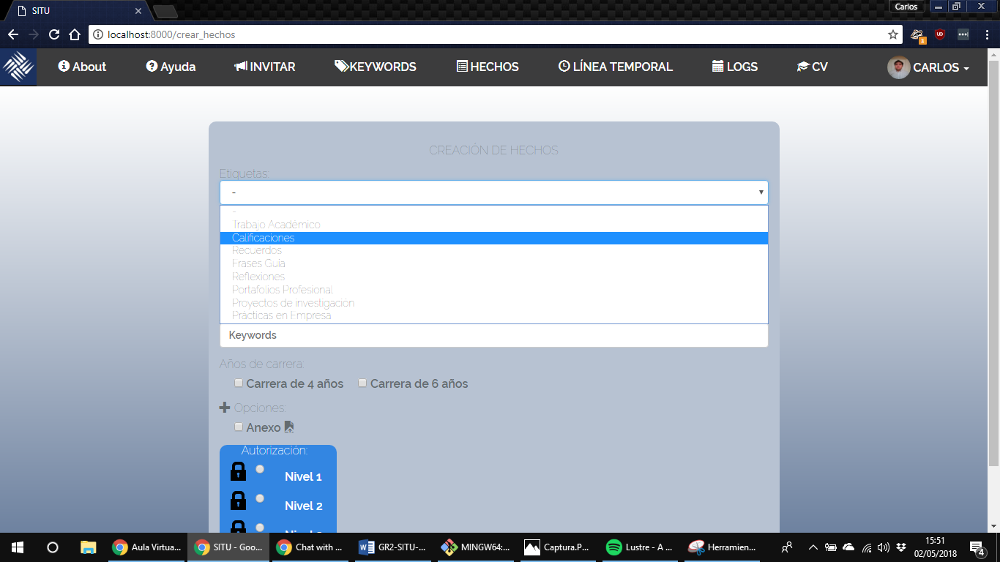 SITU
Carlos
localhost:8000/crear_hechos
3
About
Ayuda
INVITAR
KEYWORDS
HECHOS
LÍNEA TEMPORAL
LOGS
CV
CARLOS
CREACIÓN DE HECHOS
Etiquetas:
-
-
Trabajo Académico
Calificaciones
Recuerdos
Frases Guía
Reflexiones
Portafolios Profesional
Proyectos de investigación
Prácticas en Empresa
Keywords
Años de carrera:
Carrera de 4 años
Carrera de 6 años
Opciones:
Anexo
Autorización:
Nivel 1
Nivel 2
Aula Virtua...
SITU - Goo...
Chat with ...
GR2-SITU-...
MINGW64:...
Captura.P...
Lustre - A ...
Herramien...
15:51
02/05/2018
4